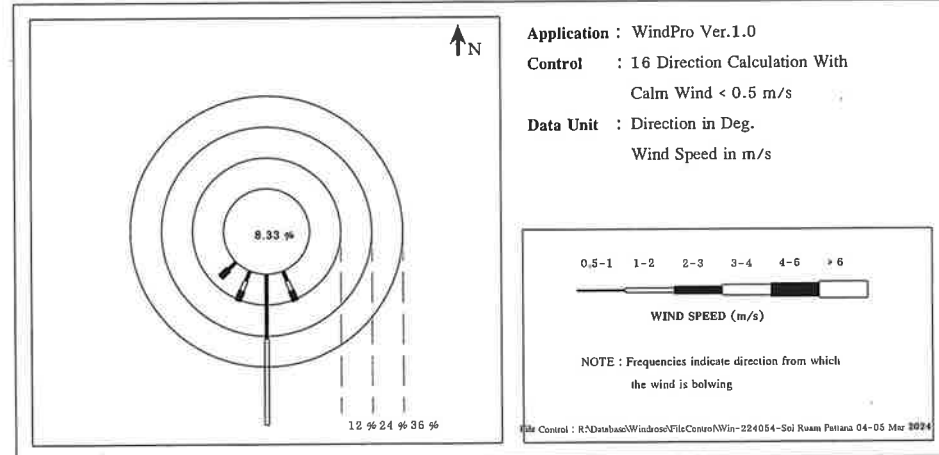 N
8.33 %
12 % 24 % 36 %
Application : WindPro Ver.1.0
Control : 16 Direction Calculation With
Calm Wind < 0.5 m/s
Data Unit : Direction in Deg.
Wind Speed in m/s
0.5-1 1-2 2-3 3-4 4-6 > 6
WIND SPEED (m/s)
NOTE : Frequencies indicate direction from which
the wind is bolwing
File Control : R:\Database\Windrose\FileControl\Win-224054-Soi Ruam Pattana 04-05 Mar 2024